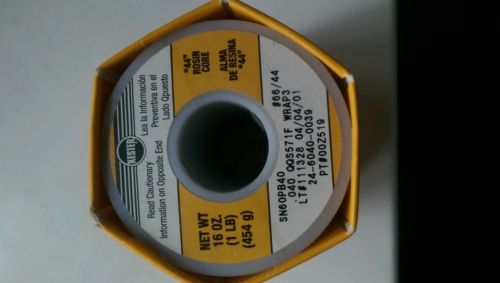 "44"
ROSIN
CORE
ALMA
DE RESINA
"44"
KESTER
Lea la Información
Preventiva en el
Lado Opuesto
Read Cautionary
Information on Opposite End
NET WT
16 OZ.
(1 LB)
(454 g)
#66/44
SN60PB40
.040 QQS571F WRAP3
LT#111328 04/04/01
24-6040-0039
PT#00Z519